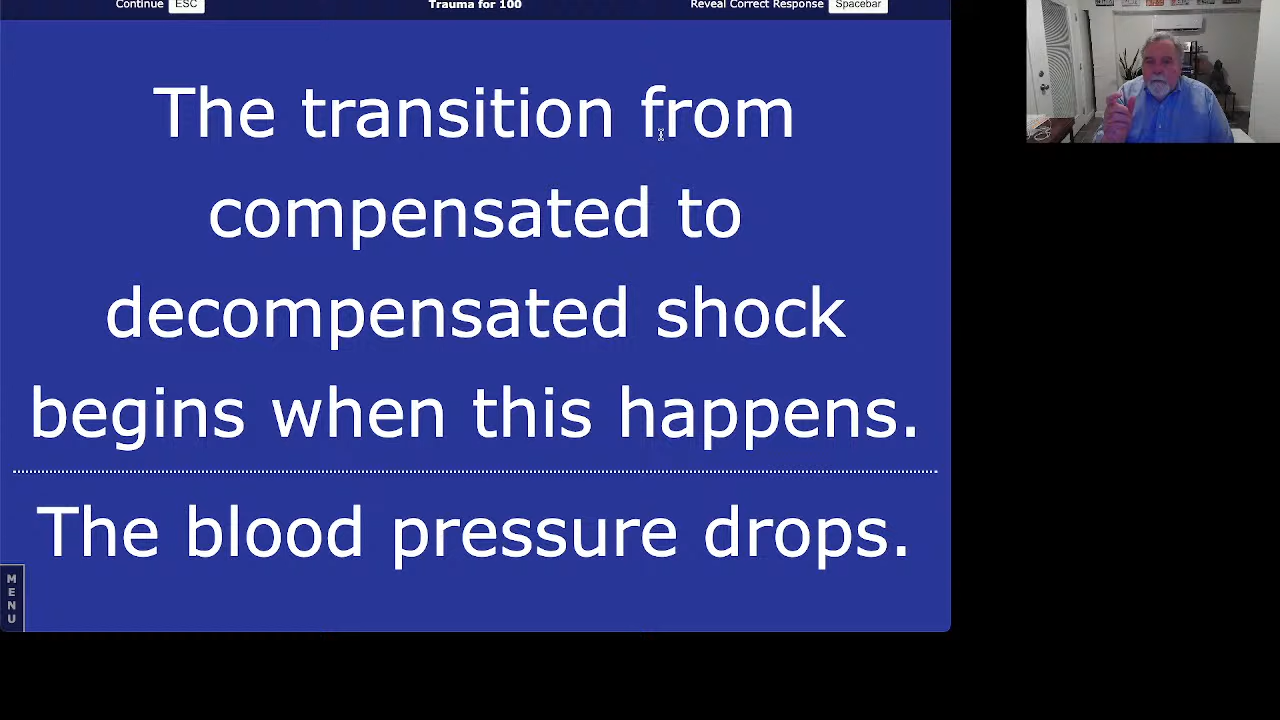 Continue ESC Trauma for 100 Reveal Correct Response Spacebar
The transition from
compensated to
decompensated shock
begins when this happens.
The blood pressure drops.
MENU